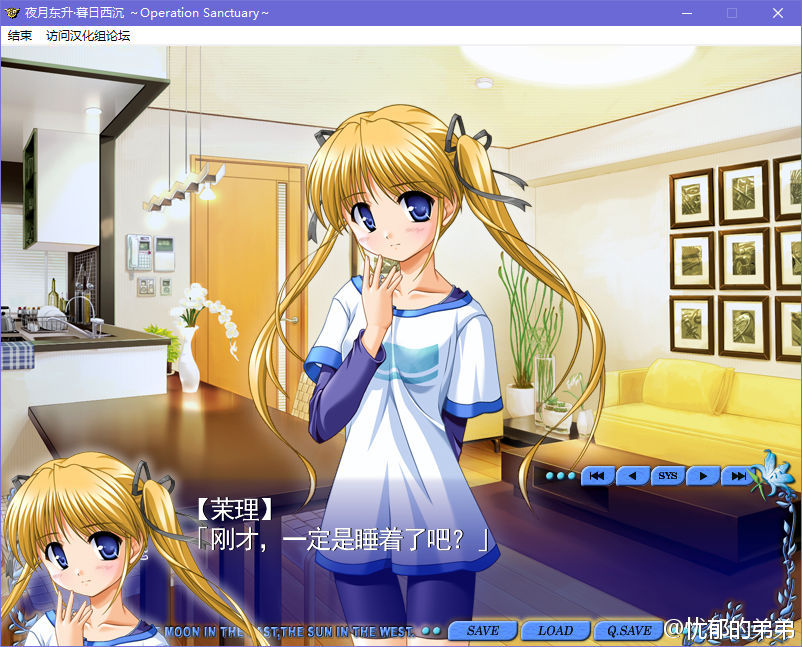 夜月东升·暮日西沉 ～Operation Sanctuary～
结束 访问汉化组论坛
SYS
【茉理】
「刚才，一定是睡着了吧？」
MOON IN THE EAST,THE SUN IN THE WEST.
SAVE LOAD Q.SAVE
@忧郁的弟弟